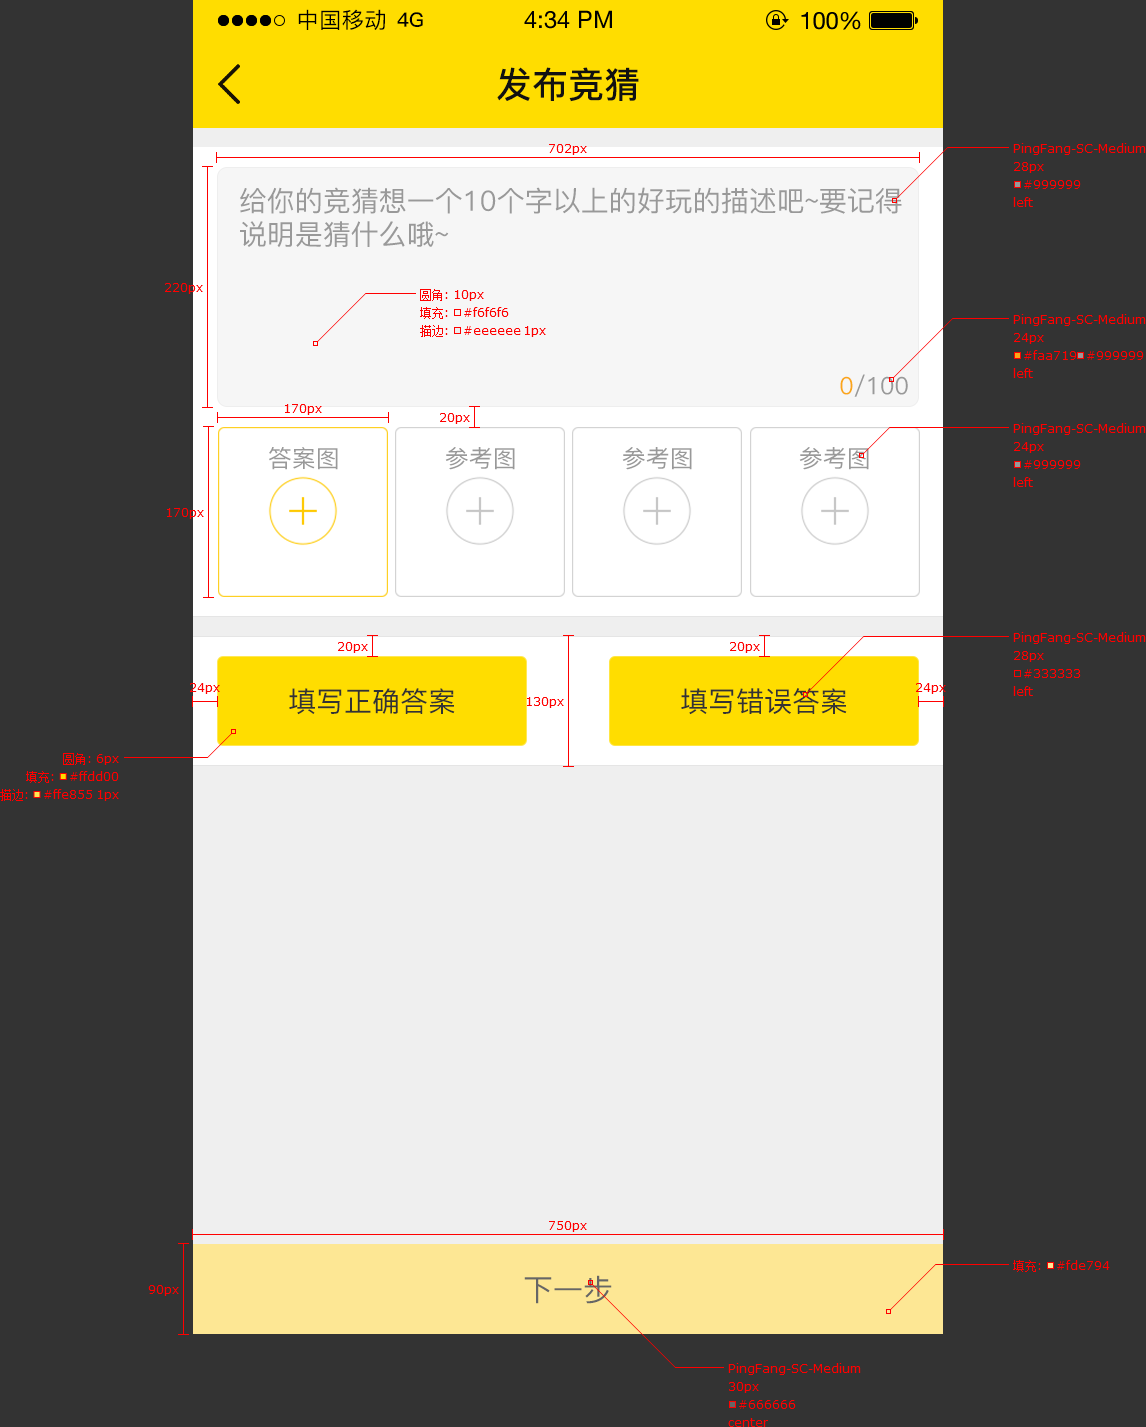 中国移动 4G 4:34 PM 100%
发布竞猜
702px
PingFang-SC-Medium
28px
#999999
left
给你的竞猜想一个10个字以上的好玩的描述吧~要记得
说明是猜什么哦~
220px
圆角: 10px
填充: #f6f6f6
描边: #eeeeee 1px
PingFang-SC-Medium
24px
#faa719 #999999
left
0/100
170px
20px
PingFang-SC-Medium
24px
#999999
left
答案图 参考图 参考图 参考图
170px
20px 20px
PingFang-SC-Medium
28px
#333333
left
24px 24px
填写正确答案 130px 填写错误答案
圆角: 6px
填充: #ffdd00
描边: #ffe855 1px
750px
90px
下一步
填充: #fde794
PingFang-SC-Medium
30px
#666666
center